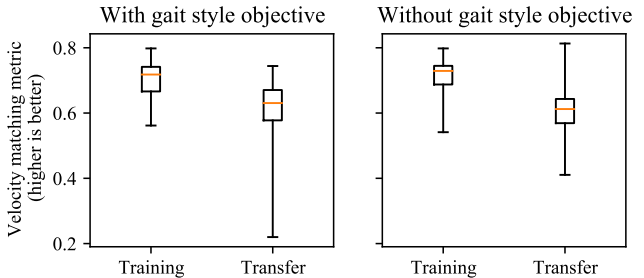 With gait style objective
Without gait style objective
Velocity matching metric
(higher is better)
0.8
0.6
0.4
0.2
Training
Transfer
Training
Transfer